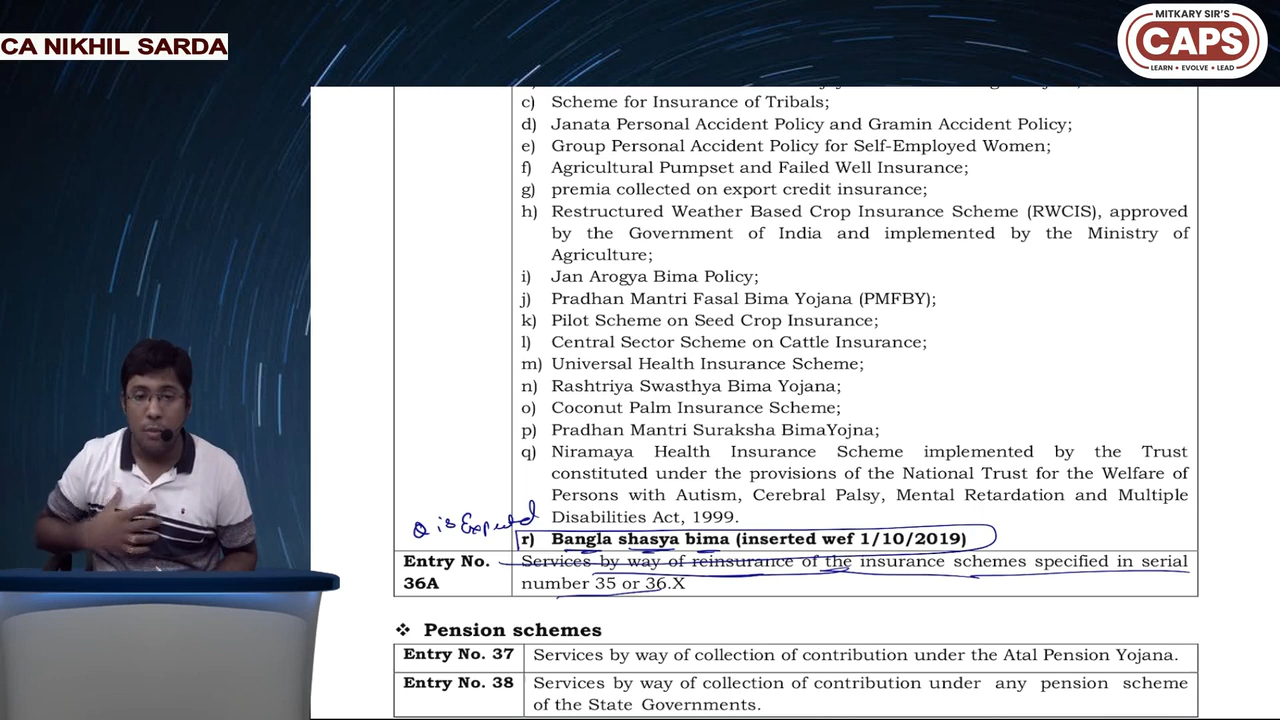 CA NIKHIL SARDA
MITKARY SIR'S
CAPS
LEARN • EVOLVE • LEAD
c) Scheme for Insurance of Tribals;
d) Janata Personal Accident Policy and Gramin Accident Policy;
e) Group Personal Accident Policy for Self-Employed Women;
f) Agricultural Pumpset and Failed Well Insurance;
g) premia collected on export credit insurance;
h) Restructured Weather Based Crop Insurance Scheme (RWCIS), approved
by the Government of India and implemented by the Ministry of
Agriculture;
i) Jan Arogya Bima Policy;
j) Pradhan Mantri Fasal Bima Yojana (PMFBY);
k) Pilot Scheme on Seed Crop Insurance;
l) Central Sector Scheme on Cattle Insurance;
m) Universal Health Insurance Scheme;
n) Rashtriya Swasthya Bima Yojana;
o) Coconut Palm Insurance Scheme;
p) Pradhan Mantri Suraksha BimaYojna;
q) Niramaya Health Insurance Scheme implemented by the Trust
constituted under the provisions of the National Trust for the Welfare of
Persons with Autism, Cerebral Palsy, Mental Retardation and Multiple
Disabilities Act, 1999.
Q is Expected
r) Bangla shasya bima (inserted wef 1/10/2019)
Entry No. 36A
Services by way of reinsurance of the insurance schemes specified in serial
number 35 or 36.X
❖ Pension schemes
Entry No. 37 Services by way of collection of contribution under the Atal Pension Yojana.
Entry No. 38 Services by way of collection of contribution under any pension scheme
of the State Governments.